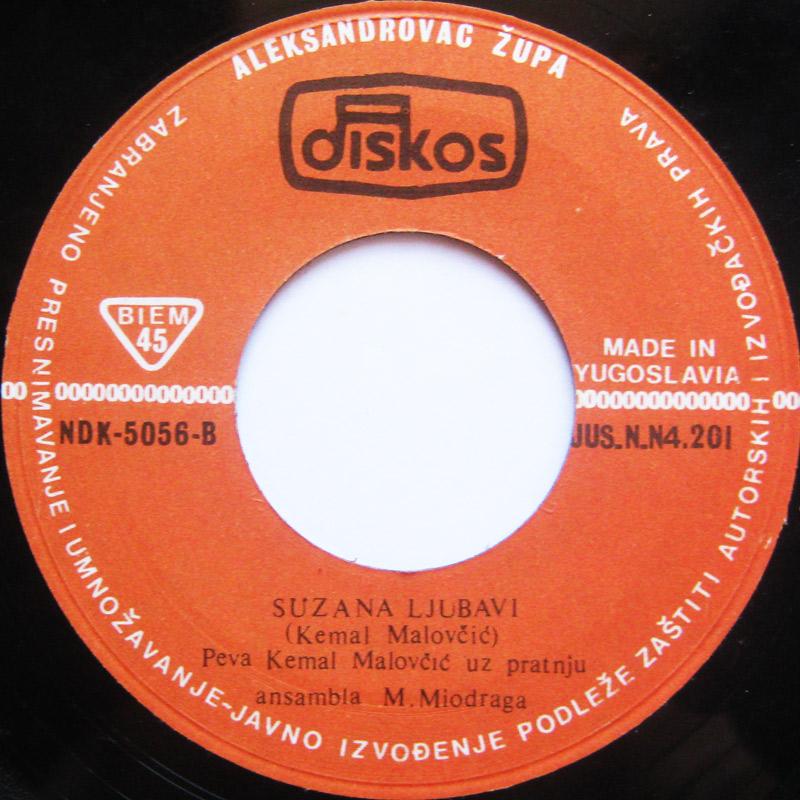 ALEKSANDROVAC ŽUPA
diskos
ZABRANJENO PRESNIMAVANJE I UMNOŽAVANJE-JAVNO IZVOĐENJE PODLEŽE ZAŠTITI AUTORSKIH I IZVOĐAČKIH PRAVA
BIEM
45
MADE IN
YUGOSLAVIA
NDK-5056-B
JUS.N.N4.201
SUZANA LJUBAVI
(Kemal Malovčić)
Peva Kemal Malovčić uz pratnju
ansambla M.Miodraga